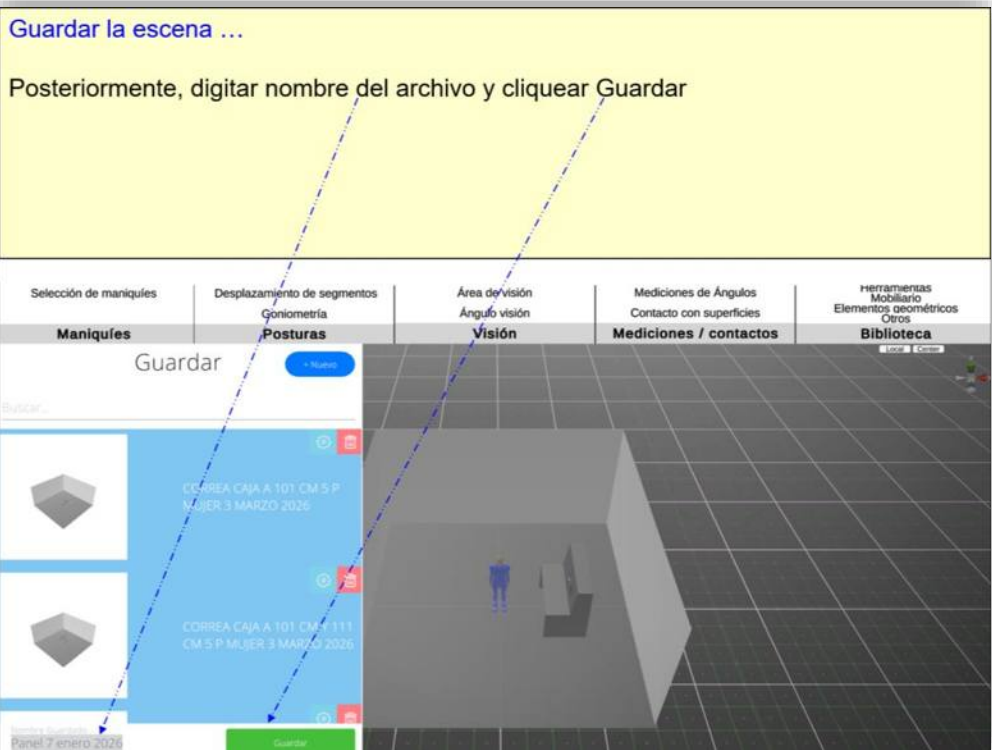 Guardar la escena …
Posteriormente, digitar nombre del archivo y cliquear Guardar
Selección de maniquíes
Desplazamiento de segmentos
Goniometría
Área de visión
Ángulo visión
Mediciones de Ángulos
Contacto con superficies
Herramientas
Mobiliario
Elementos geométricos
Otros
Maniquíes
Posturas
Visión
Mediciones / contactos
Biblioteca
Guardar
+ Nuevo
Local
Center
Buscar...
CORREA CAJA A 101 CM 5 P
MUJER 3 MARZO 2026
CORREA CAJA A 101 CM Y 111
CM 5 P MUJER 3 MARZO 2026
Nombre Guardado
Panel 7 enero 2026
Guardar